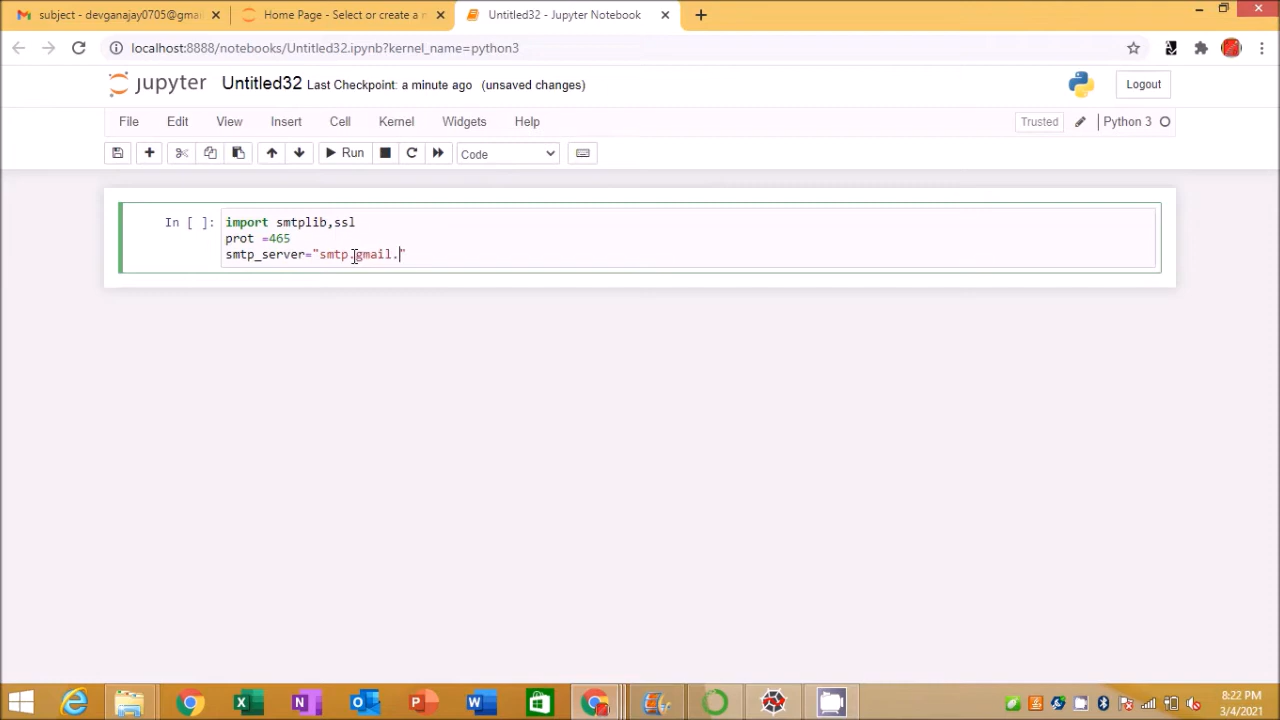 subject - devganajay0705@gmai
Home Page - Select or create a n
Untitled32 - Jupyter Notebook
localhost:8888/notebooks/Untitled32.ipynb?kernel_name=python3
jupyter Untitled32 Last Checkpoint: a minute ago (unsaved changes)
Logout
File Edit View Insert Cell Kernel Widgets Help
Trusted Python 3
Run Code
In [ ]: import smtplib,ssl
prot =465
smtp_server="smtp.gmail."
8:22 PM
3/4/2021